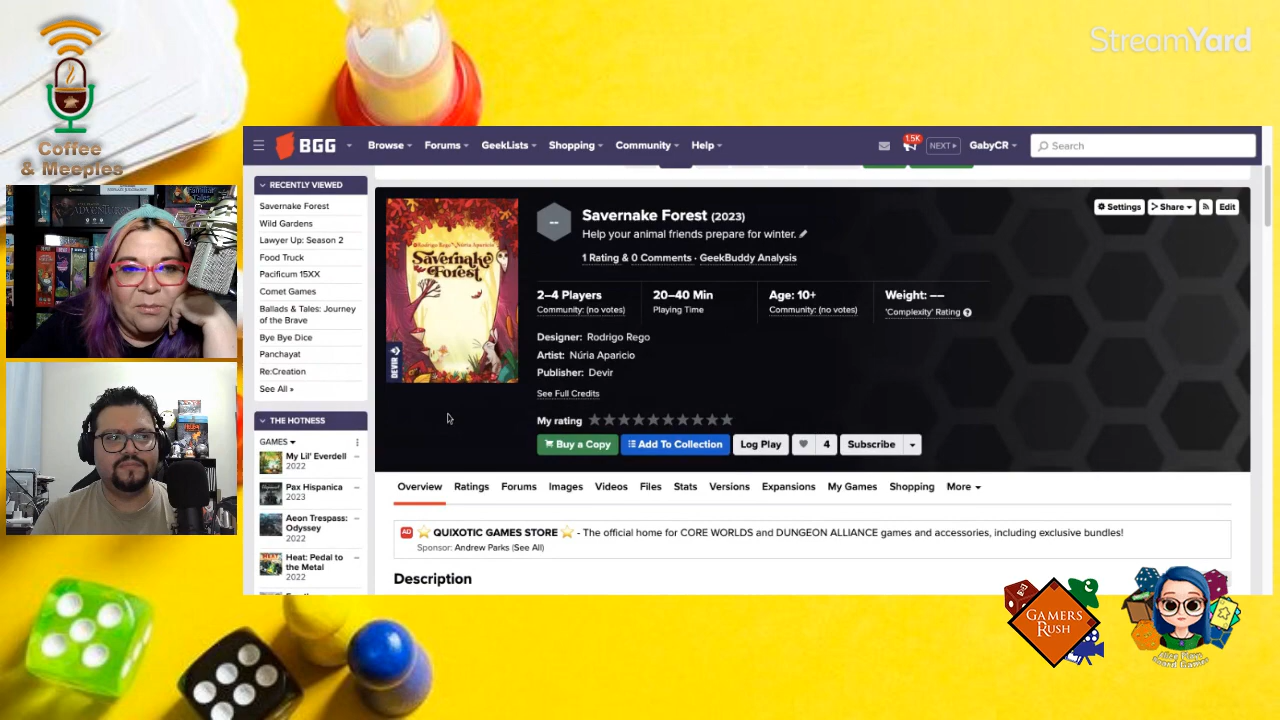 StreamYard
Coffee
& Meeples
BGG
Browse
Forums
GeekLists
Shopping
Community
Help
1.5K
NEXT
GabyCR
Search
RECENTLY VIEWED
Savernake Forest
Wild Gardens
Lawyer Up: Season 2
Food Truck
Pacificum 15XX
Comet Games
Ballads & Tales: Journey
of the Brave
Bye Bye Dice
Panchayat
Re:Creation
See All »
THE HOTNESS
GAMES
My Lil' Everdell
2022
Pax Hispanica
2023
Aeon Trespass:
Odyssey
2022
Heat: Pedal to
the Metal
2022
Rodrigo Rego Núria Aparicio
Savernake
Forest
DEVIR
--
Savernake Forest (2023)
Help your animal friends prepare for winter.
1 Rating & 0 Comments · GeekBuddy Analysis
Settings
Share
Edit
2–4 Players
Community: (no votes)
20–40 Min
Playing Time
Age: 10+
Community: (no votes)
Weight: --
'Complexity' Rating
Designer: Rodrigo Rego
Artist: Núria Aparicio
Publisher: Devir
See Full Credits
My rating
Buy a Copy
Add To Collection
Log Play
4
Subscribe
Overview
Ratings
Forums
Images
Videos
Files
Stats
Versions
Expansions
My Games
Shopping
More
AD
QUIXOTIC GAMES STORE - The official home for CORE WORLDS and DUNGEON ALLIANCE games and accessories, including exclusive bundles!
Sponsor: Andrew Parks (See All)
Description
GAMERS
RUSH
Board Games